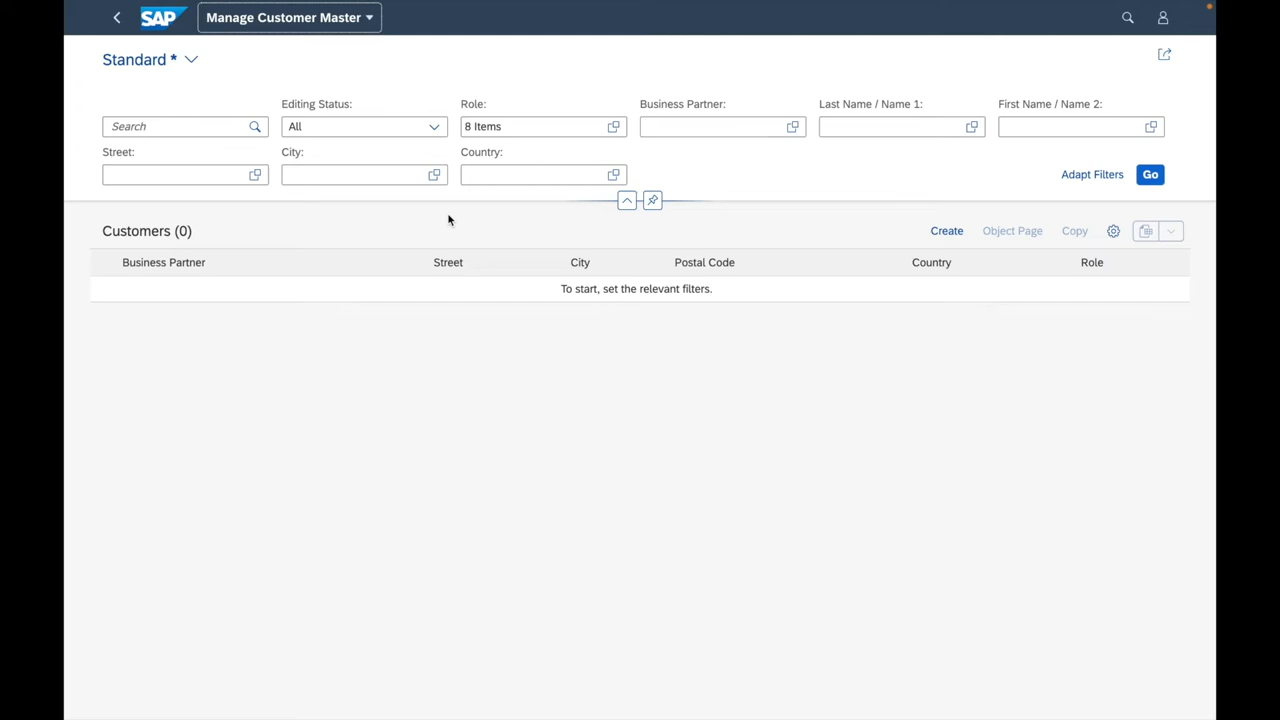 SAP Manage Customer Master
Standard *
Editing Status: Role: Business Partner: Last Name / Name 1: First Name / Name 2:
Search All 8 Items
Street: City: Country:
Adapt Filters Go
Customers (0) Create Object Page Copy
Business Partner Street City Postal Code Country Role
To start, set the relevant filters.